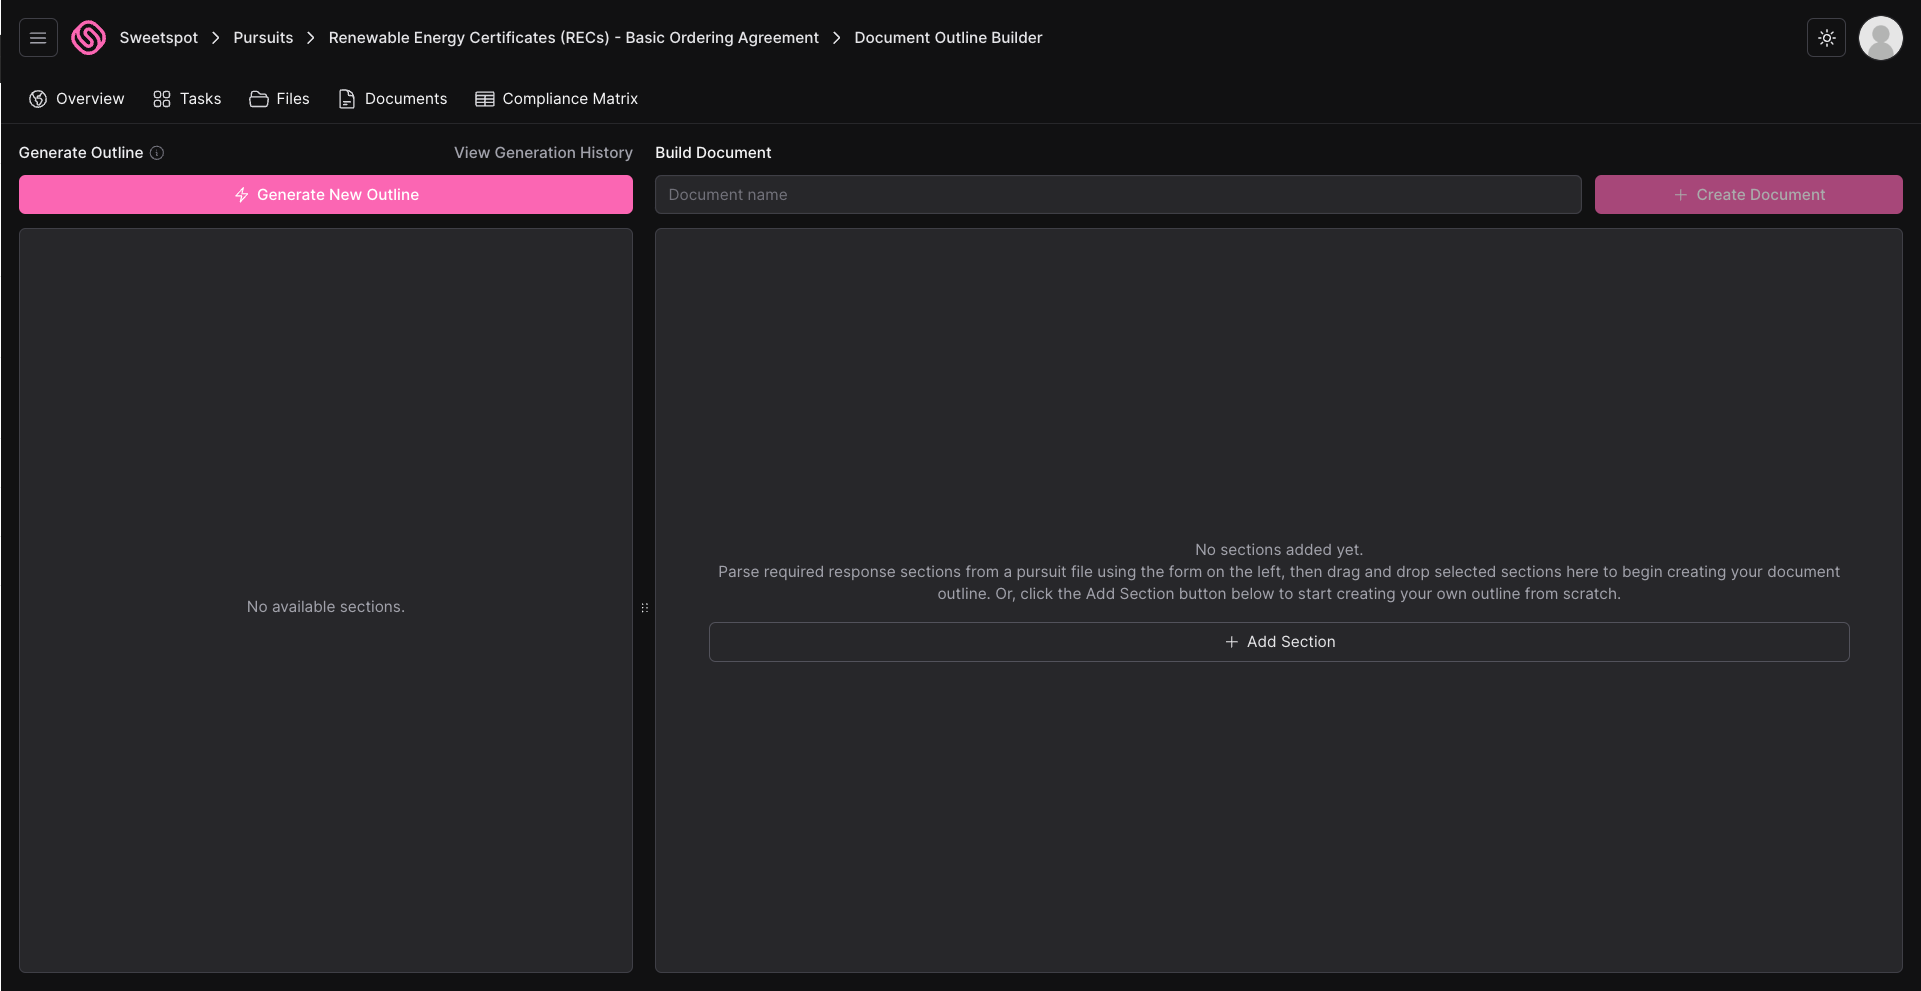 Sweetspot > Pursuits > Renewable Energy Certificates (RECs) - Basic Ordering Agreement > Document Outline Builder
Overview Tasks Files Documents Compliance Matrix
Generate Outline View Generation History
Generate New Outline
No available sections.
Build Document
Document name
+ Create Document
No sections added yet.
Parse required response sections from a pursuit file using the form on the left, then drag and drop selected sections here to begin creating your document
outline. Or, click the Add Section button below to start creating your own outline from scratch.
+ Add Section